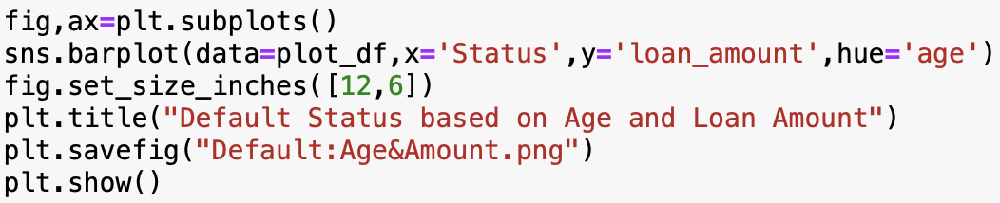 fig,ax=plt.subplots()
sns.barplot(data=plot_df,x='Status',y='loan_amount',hue='age')
fig.set_size_inches([12,6])
plt.title("Default Status based on Age and Loan Amount")
plt.savefig("Default:Age&Amount.png")
plt.show()